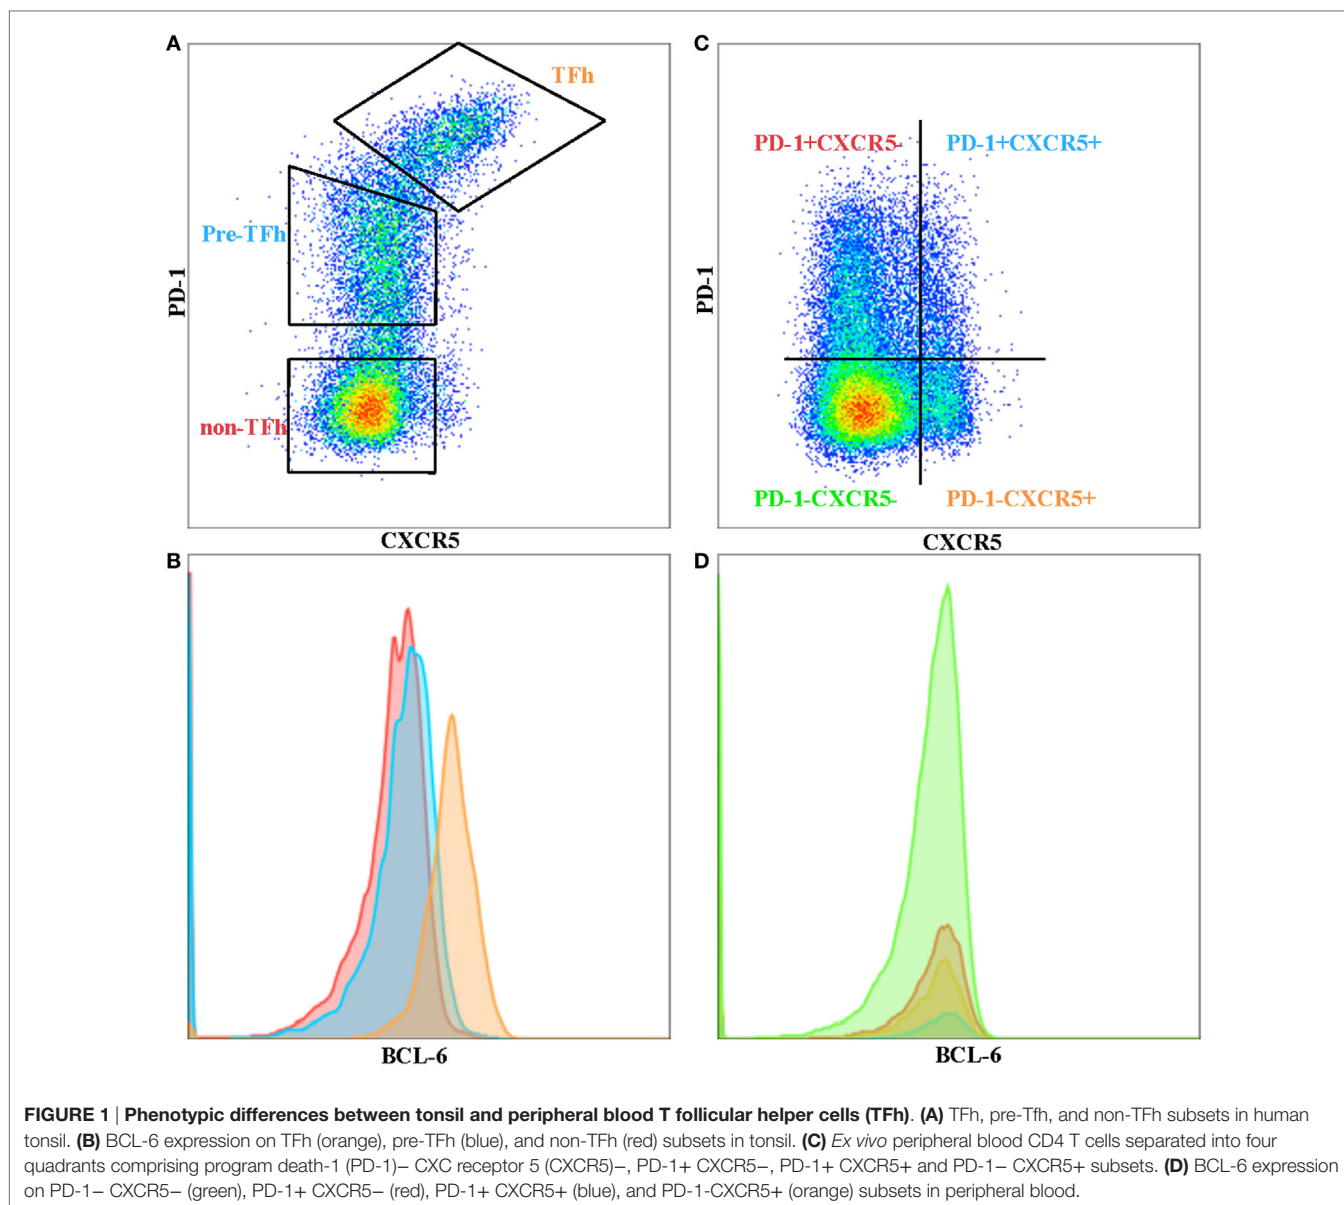 A
TFh
Pre-TFh
non-TFh
PD-1
CXCR5
C
PD-1+CXCR5-
PD-1+CXCR5+
PD-1
PD-1-CXCR5-
PD-1-CXCR5+
CXCR5
B
BCL-6
D
BCL-6
FIGURE 1 | Phenotypic differences between tonsil and peripheral blood T follicular helper cells (TFh). (A) TFh, pre-Tfh, and non-TFh subsets in human
tonsil. (B) BCL-6 expression on TFh (orange), pre-TFh (blue), and non-TFh (red) subsets in tonsil. (C) Ex vivo peripheral blood CD4 T cells separated into four
quadrants comprising program death-1 (PD-1)− CXC receptor 5 (CXCR5)−, PD-1+ CXCR5−, PD-1+ CXCR5+ and PD-1− CXCR5+ subsets. (D) BCL-6 expression
on PD-1− CXCR5− (green), PD-1+ CXCR5− (red), PD-1+ CXCR5+ (blue), and PD-1-CXCR5+ (orange) subsets in peripheral blood.